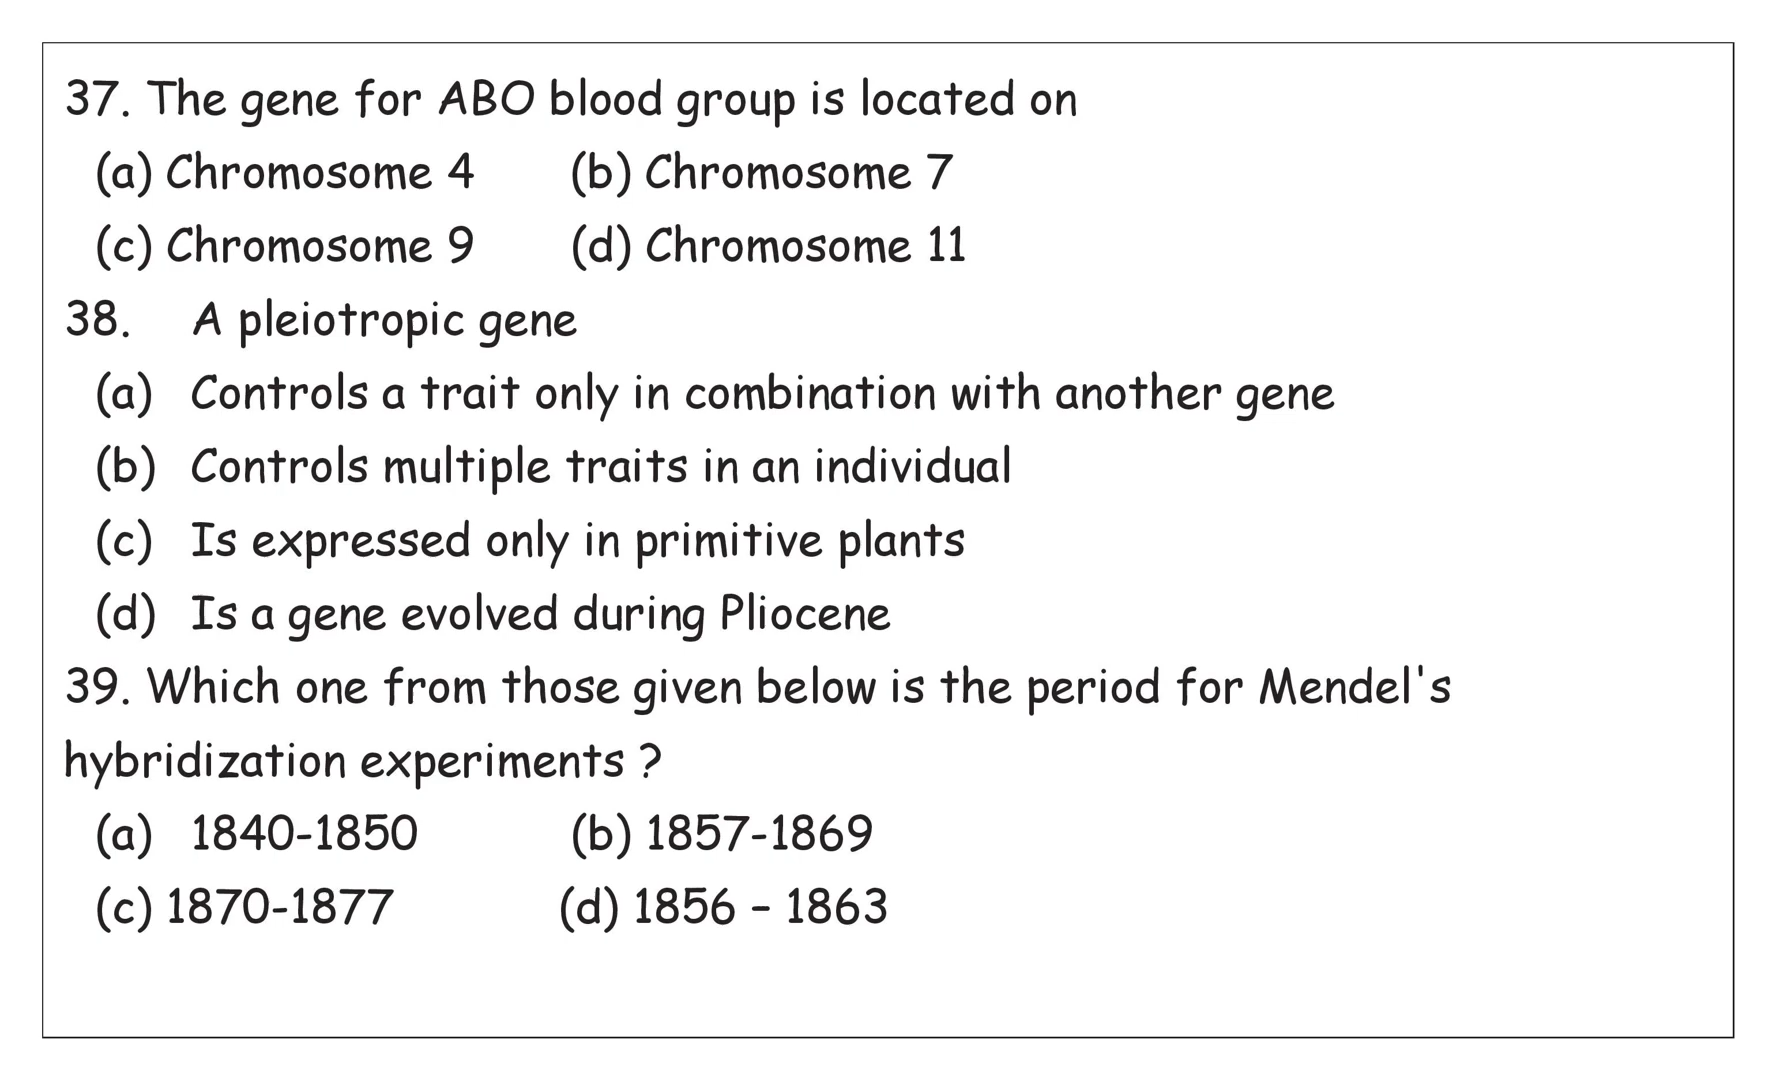 37. The gene for ABO blood group is located on
(a) Chromosome 4 (b) Chromosome 7
(c) Chromosome 9 (d) Chromosome 11
38. A pleiotropic gene
(a) Controls a trait only in combination with another gene
(b) Controls multiple traits in an individual
(c) Is expressed only in primitive plants
(d) Is a gene evolved during Pliocene
39. Which one from those given below is the period for Mendel's
hybridization experiments ?
(a) 1840-1850 (b) 1857-1869
(c) 1870-1877 (d) 1856 – 1863